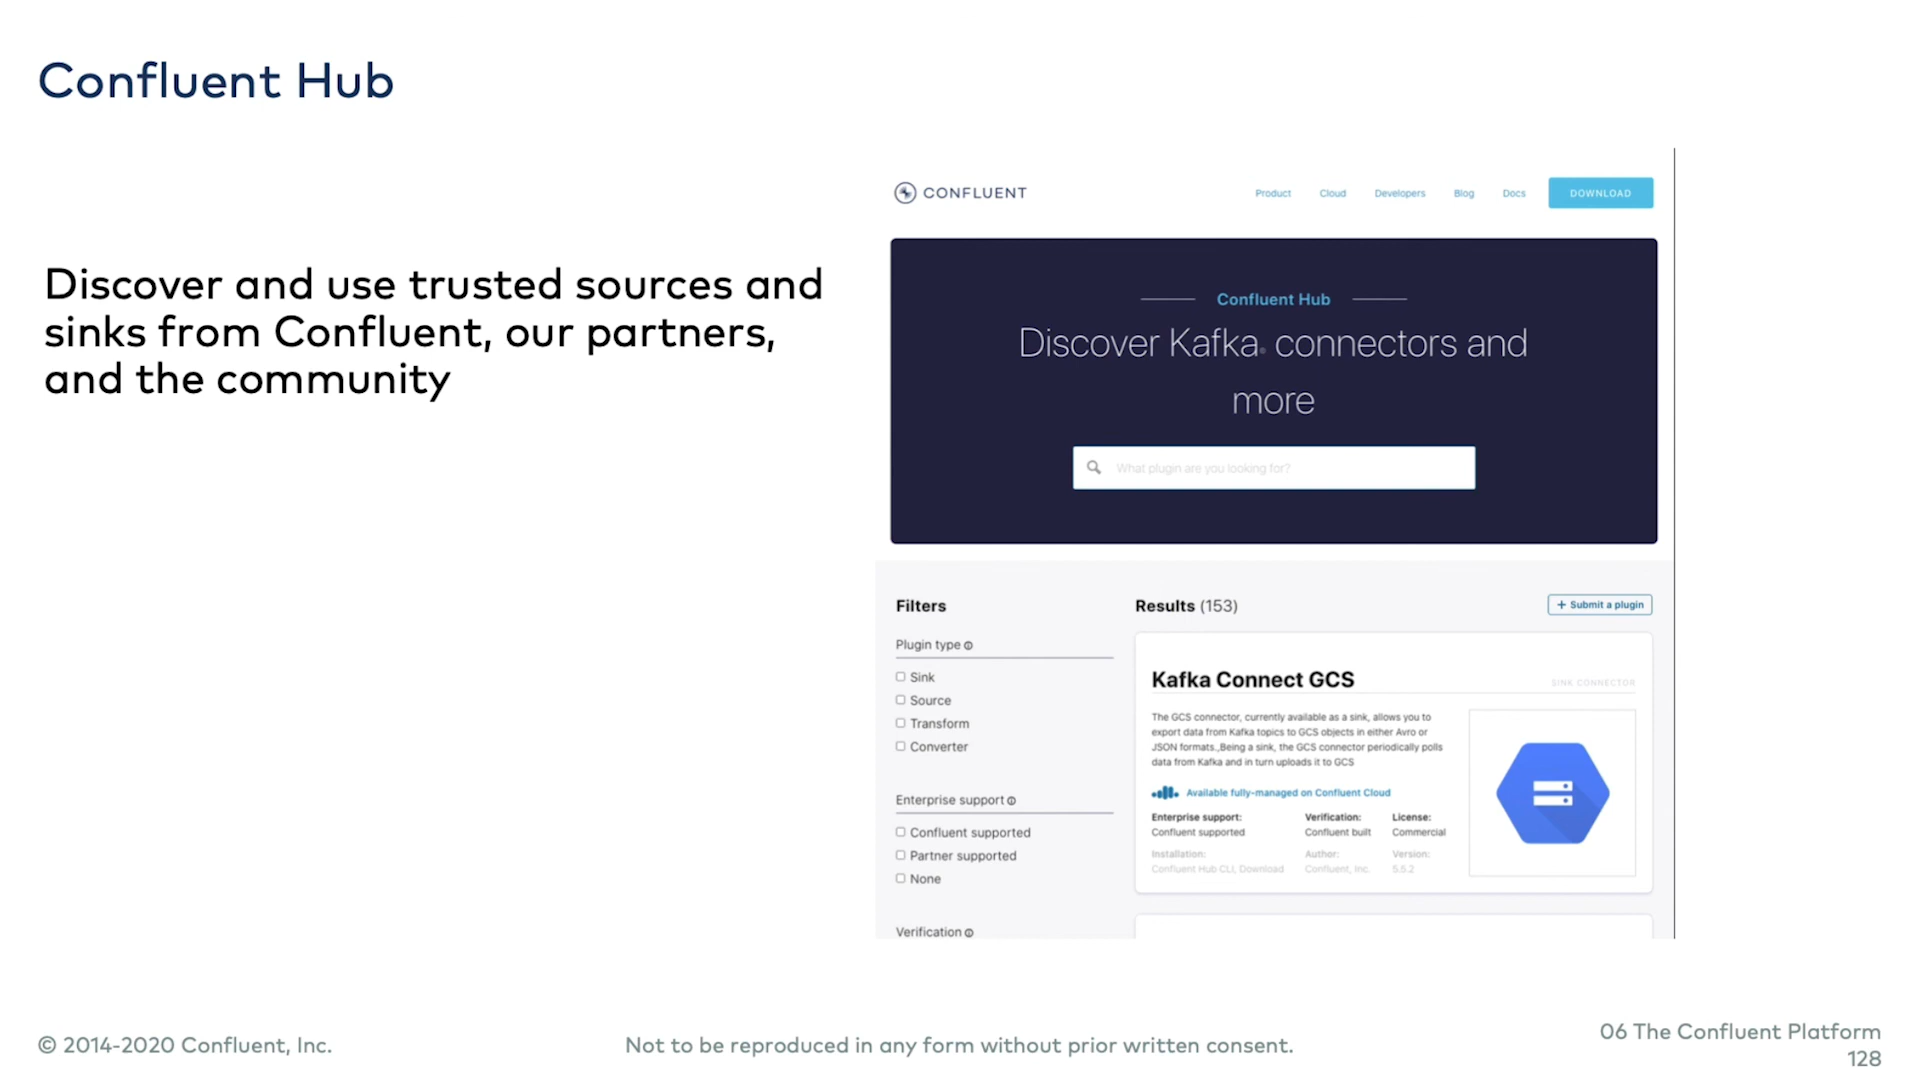 Confluent Hub
Discover and use trusted sources and
sinks from Confluent, our partners,
and the community
CONFLUENT
Product Cloud Developers Blog Docs DOWNLOAD
Confluent Hub
Discover Kafka® connectors and
more
What plugin are you looking for?
Filters
Plugin type
Sink
Source
Transform
Converter
Enterprise support
Confluent supported
Partner supported
None
Verification
Results (153)
+ Submit a plugin
Kafka Connect GCS
SINK CONNECTOR
The GCS connector, currently available as a sink, allows you to
export data from Kafka topics to GCS objects in either Avro or
JSON formats.,Being a sink, the GCS connector periodically polls
data from Kafka and in turn uploads it to GCS
Available fully-managed on Confluent Cloud
Enterprise support: Verification: License:
Confluent supported Confluent built Commercial
Installation: Author: Version:
Confluent Hub CLI, Download Confluent, Inc. 5.5.2
© 2014-2020 Confluent, Inc.
Not to be reproduced in any form without prior written consent.
06 The Confluent Platform
128